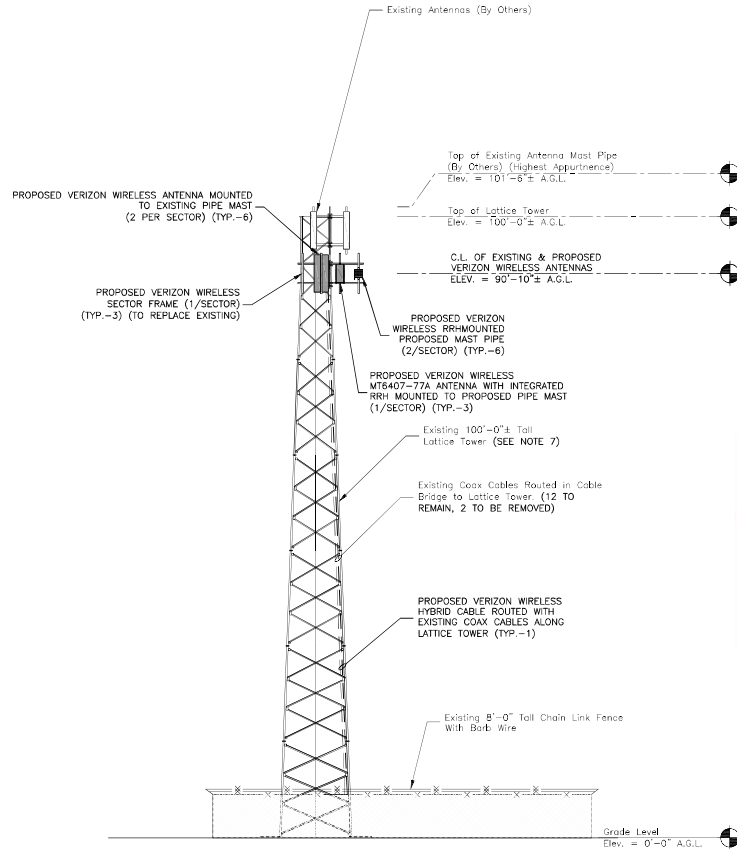 Existing Antennas (By Others)
Top of Existing Antenna Mast Pipe
(By Others) (Highest Appurtnence)
Elev. = 101'-6"± A.G.L.
PROPOSED VERIZON WIRELESS ANTENNA MOUNTED
TO EXISTING PIPE MAST
(2 PER SECTOR) (TYP.-6)
Top of Lattice Tower
Elev. = 100'-0"± A.G.L.
C.L. OF EXISTING & PROPOSED
VERIZON WIRELESS ANTENNAS
ELEV. = 90'-10"± A.G.L.
PROPOSED VERIZON WIRELESS
SECTOR FRAME (1/SECTOR)
(TYP.-3) (TO REPLACE EXISTING)
PROPOSED VERIZON
WIRELESS RRHMOUNTED
PROPOSED MAST PIPE
(2/SECTOR) (TYP.-6)
PROPOSED VERIZON WIRELESS
MT6407-77A ANTENNA WITH INTEGRATED
RRH MOUNTED TO PROPOSED PIPE MAST
(1/SECTOR) (TYP.-3)
Existing 100'-0"± Tall
Lattice Tower (SEE NOTE 7)
Existing Coax Cables Routed in Cable
Bridge to Lattice Tower. (12 TO
REMAIN, 2 TO BE REMOVED)
PROPOSED VERIZON WIRELESS
HYBRID CABLE ROUTED WITH
EXISTING COAX CABLES ALONG
LATTICE TOWER (TYP.-1)
Existing 8'-0" Tall Chain Link Fence
With Barb Wire
Grade Level
Elev. = 0'-0" A.G.L.